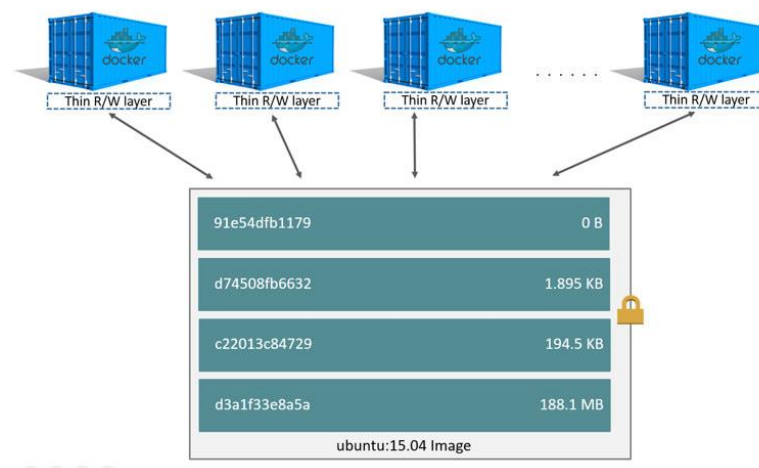 docker docker docker docker
. . . . . .
Thin R/W layer Thin R/W layer Thin R/W layer Thin R/W layer
91e54dfb1179 0 B
d74508fb6632 1.895 KB
c22013c84729 194.5 KB
d3a1f33e8a5a 188.1 MB
ubuntu:15.04 Image